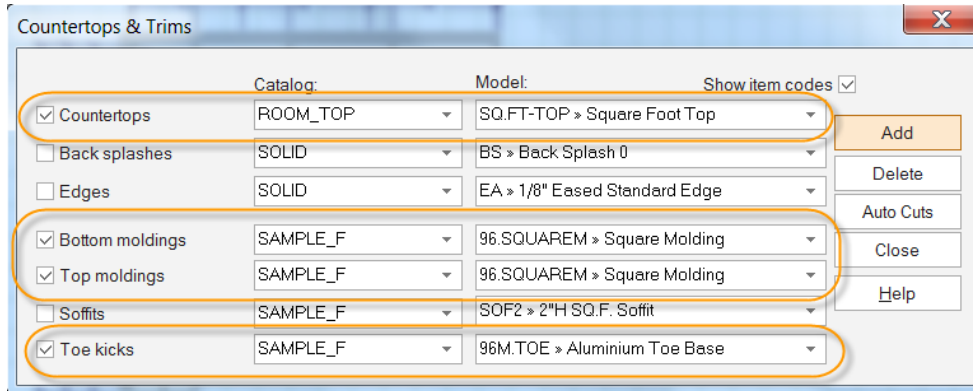 Countertops & Trims
Catalog: Model: Show item codes
Countertops ROOM_TOP SQ.FT-TOP » Square Foot Top
Add
Back splashes SOLID BS » Back Splash 0
Delete
Edges SOLID EA » 1/8" Eased Standard Edge
Auto Cuts
Bottom moldings SAMPLE_F 96.SQUAREM » Square Molding
Close
Top moldings SAMPLE_F 96.SQUAREM » Square Molding
Help
Soffits SAMPLE_F SOF2 » 2"H SQ.F. Soffit
Toe kicks SAMPLE_F 96M.TOE » Aluminium Toe Base